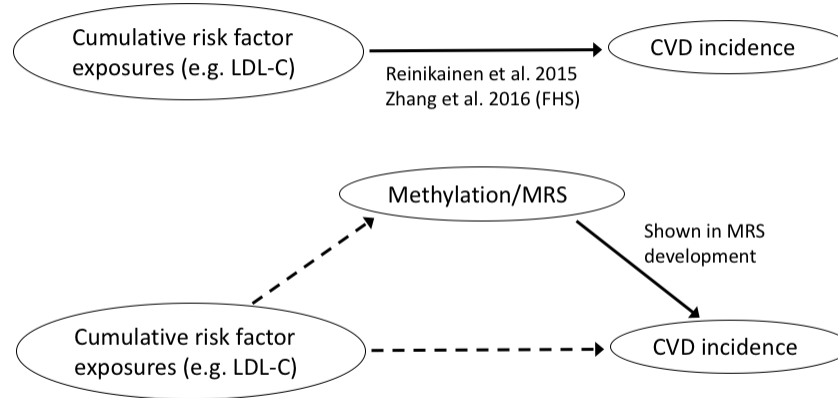 Cumulative risk factor
exposures (e.g. LDL-C)
CVD incidence
Reinikainen et al. 2015
Zhang et al. 2016 (FHS)
Methylation/MRS
Shown in MRS
development
Cumulative risk factor
exposures (e.g. LDL-C)
CVD incidence